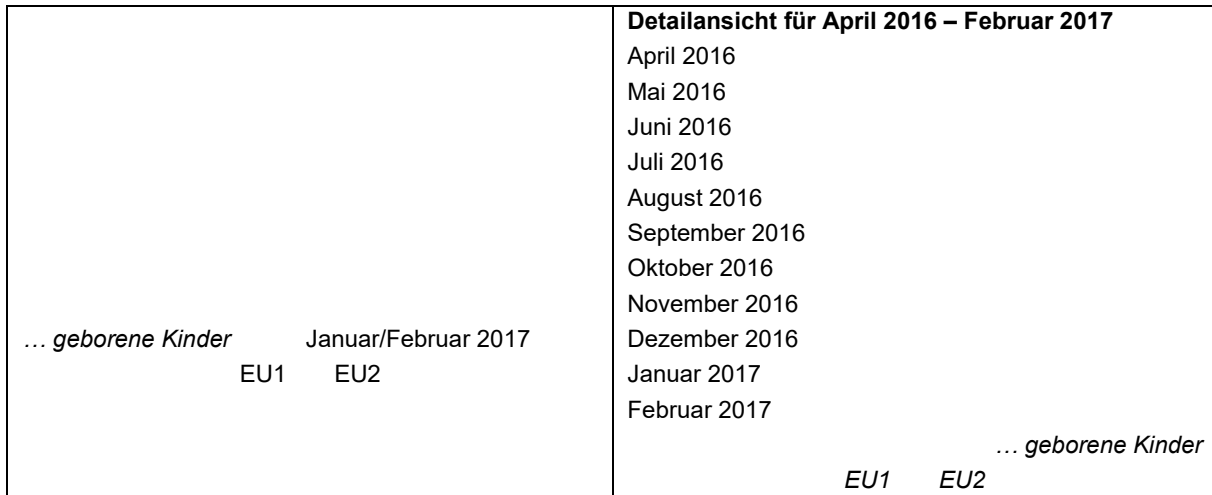 … geborene Kinder Januar/Februar 2017
EU1 EU2
Detailansicht für April 2016 – Februar 2017
April 2016
Mai 2016
Juni 2016
Juli 2016
August 2016
September 2016
Oktober 2016
November 2016
Dezember 2016
Januar 2017
Februar 2017
… geborene Kinder
EU1 EU2